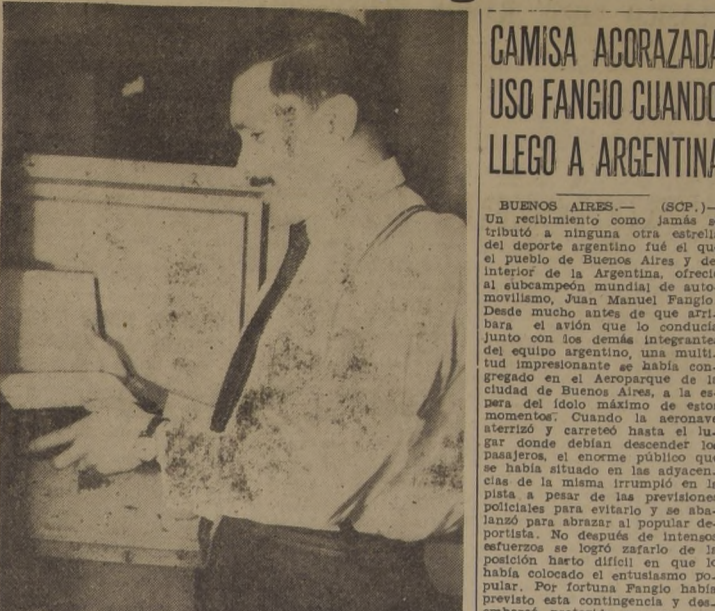 CAMISA ACORAZADA
USO FANGIO CUANDO
LLEGO A ARGENTINA
BUENOS AIRES.— (SCP.)—
Un recibimiento como jamás s
tributó a ninguna otra estrell
del deporte argentino fué el qu
el pueblo de Buenos Aires y de
interior de la Argentina, ofreció
al subcampeón mundial de auto
movilismo, Juan Manuel Fangio
Desde mucho antes de que arri-
bara el avión que lo conducía
junto con los demás integrante
del equipo argentino, una multi-
tud impresionante se había con-
gregado en el Aeroparque de la
ciudad de Buenos Aires, a la es-
pera del ídolo máximo de estos
momentos. Cuando la aeronave
aterrizó y carreteó hasta el lu-
gar donde debían descender los
pasajeros, el enorme público que
se había situado en las adyacen-
cias de la misma irrumpió en la
pista a pesar de las previsiones
policiales para evitarlo y se aba-
lanzó para abrazar al popular de-
portista. No después de intensos
esfuerzos se logró zafarlo de la
posición harto difícil en que lo
había colocado el entusiasmo po-
pular. Por fortuna Fangio había
previsto esta contingencia y des-